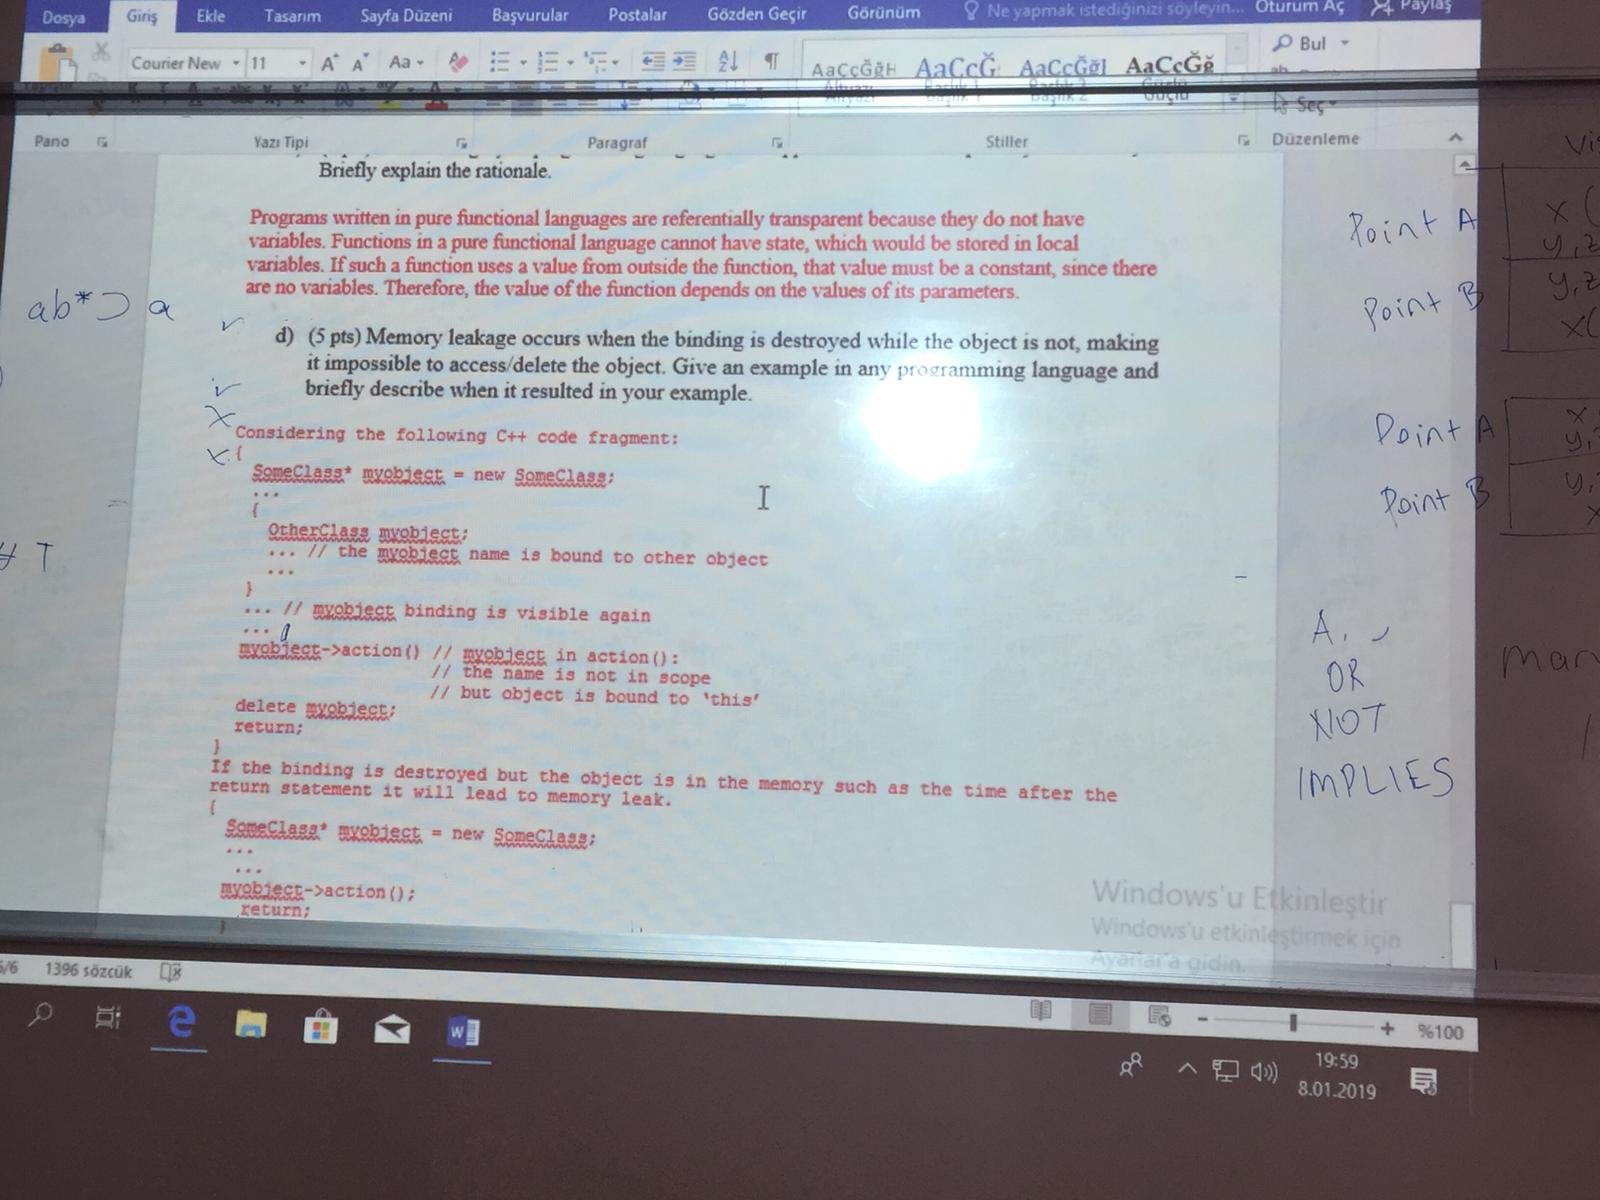 Dosya Giriş Ekle Tasarım Sayfa Düzeni Başvurular Postalar Gözden Geçir Görünüm Ne yapmak istediğinizi söyleyin... Oturum Aç Paylaş
Courier New 11 Aa AaÇçĞğH AaÇçĞ AaÇçĞğI AaÇçĞğ Bul
Altyazı Başlık 1 Başlık 2 Güçlü Seç
Pano Yazı Tipi Paragraf Stiller Düzenleme
Briefly explain the rationale.
Programs written in pure functional languages are referentially transparent because they do not have
variables. Functions in a pure functional language cannot have state, which would be stored in local
variables. If such a function uses a value from outside the function, that value must be a constant, since there
are no variables. Therefore, the value of the function depends on the values of its parameters.
d) (5 pts) Memory leakage occurs when the binding is destroyed while the object is not, making
it impossible to access/delete the object. Give an example in any programming language and
briefly describe when it resulted in your example.
Considering the following C++ code fragment:
{
SomeClass* myobject = new SomeClass;
...
{
OtherClass myobject;
... // the myobject name is bound to other object
...
}
... // myobject binding is visible again
...
myobject->action() // myobject in action():
// the name is not in scope
// but object is bound to 'this'
delete myobject;
return;
}
If the binding is destroyed but the object is in the memory such as the time after the
return statement it will lead to memory leak.
{
SomeClass* myobject = new SomeClass;
...
...
myobject->action();
return;
}
ab*⊃ a
T
Point A
Point B
Point A
Point B
A.
OR
NOT
IMPLIES
Windows'u Etkinleştir
Windows'u etkinleştirmek için
Ayarlar'a gidin.
6/6 1396 sözcük
%100
19:59
8.01.2019